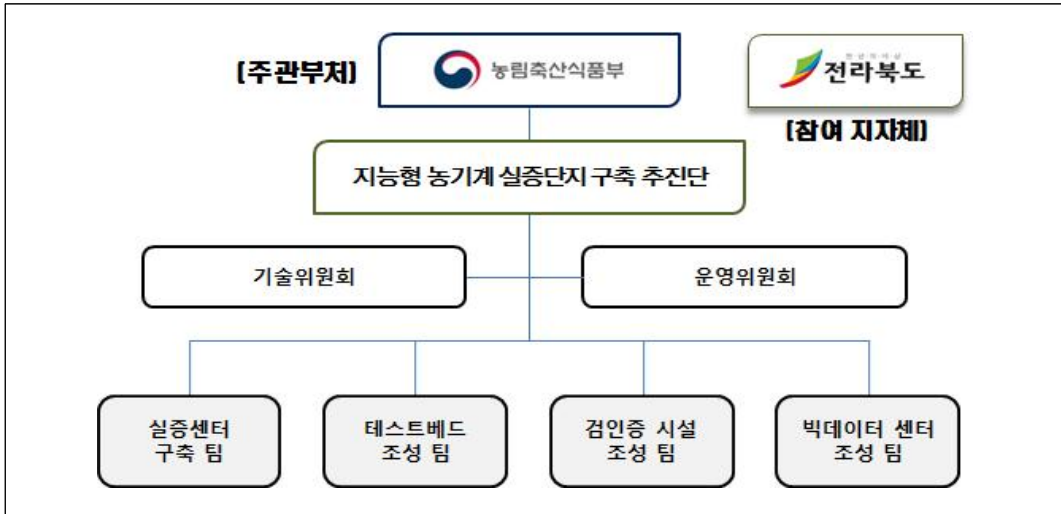 [주관부처]
농림축산식품부
전라북도
[참여 지자체]
지능형 농기계 실증단지 구축 추진단
기술위원회
운영위원회
실증센터
구축 팀
테스트베드
조성 팀
검인증 시설
조성 팀
빅데이터 센터
조성 팀